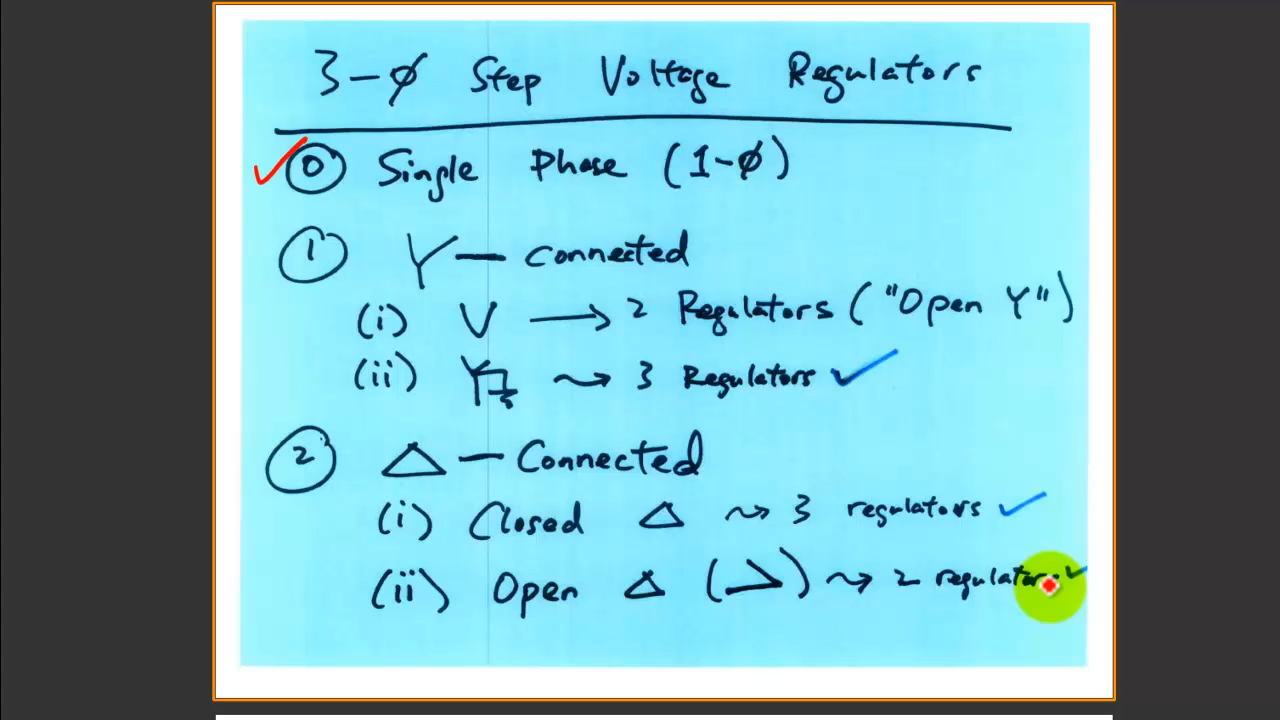 3-ϕ Step Voltage Regulators
⓪ Single Phase (1-ϕ)
① Y - connected
(i) V → 2 Regulators ("Open Y")
(ii) Y ⇝ 3 Regulators ✓
② △ - Connected
(i) Closed △ ⇝ 3 regulators ✓
(ii) Open △ (⊿) ⇝ 2 regulators ✓